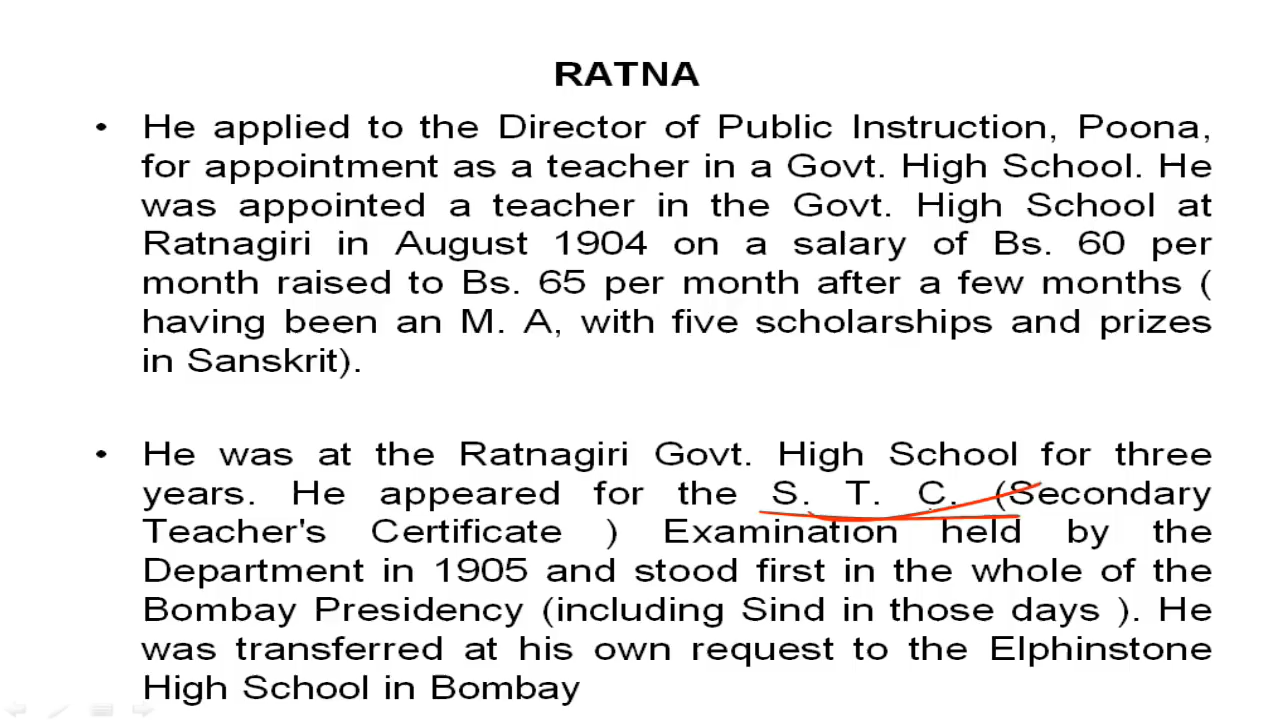 RATNA
• He applied to the Director of Public Instruction, Poona,
for appointment as a teacher in a Govt. High School. He
was appointed a teacher in the Govt. High School at
Ratnagiri in August 1904 on a salary of Bs. 60 per
month raised to Bs. 65 per month after a few months (
having been an M. A, with five scholarships and prizes
in Sanskrit).
• He was at the Ratnagiri Govt. High School for three
years. He appeared for the S. T. C. (Secondary
Teacher's Certificate ) Examination held by the
Department in 1905 and stood first in the whole of the
Bombay Presidency (including Sind in those days ). He
was transferred at his own request to the Elphinstone
High School in Bombay